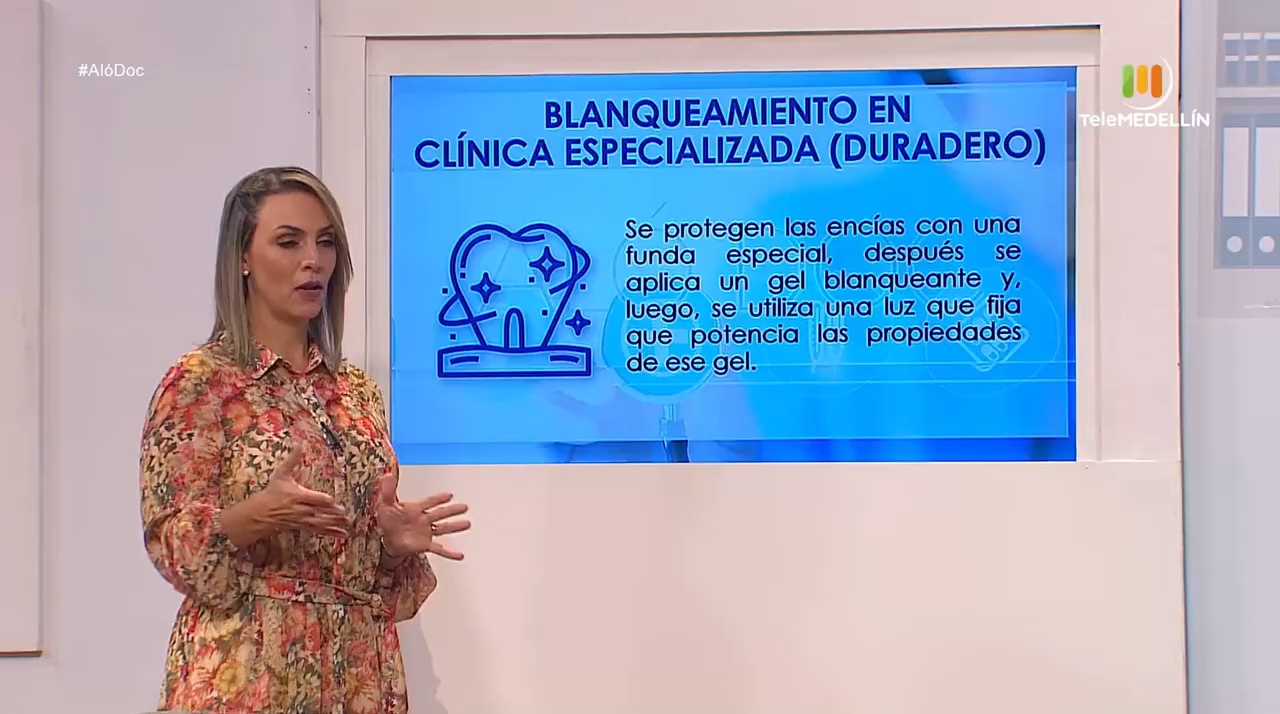 #AlóDoc
TeleMEDELLÍN
BLANQUEAMIENTO EN
CLÍNICA ESPECIALIZADA (DURADERO)
Se protegen las encías con una
funda especial, después se
aplica un gel blanqueante y,
luego, se utiliza una luz que fija
que potencia las propiedades
de ese gel.